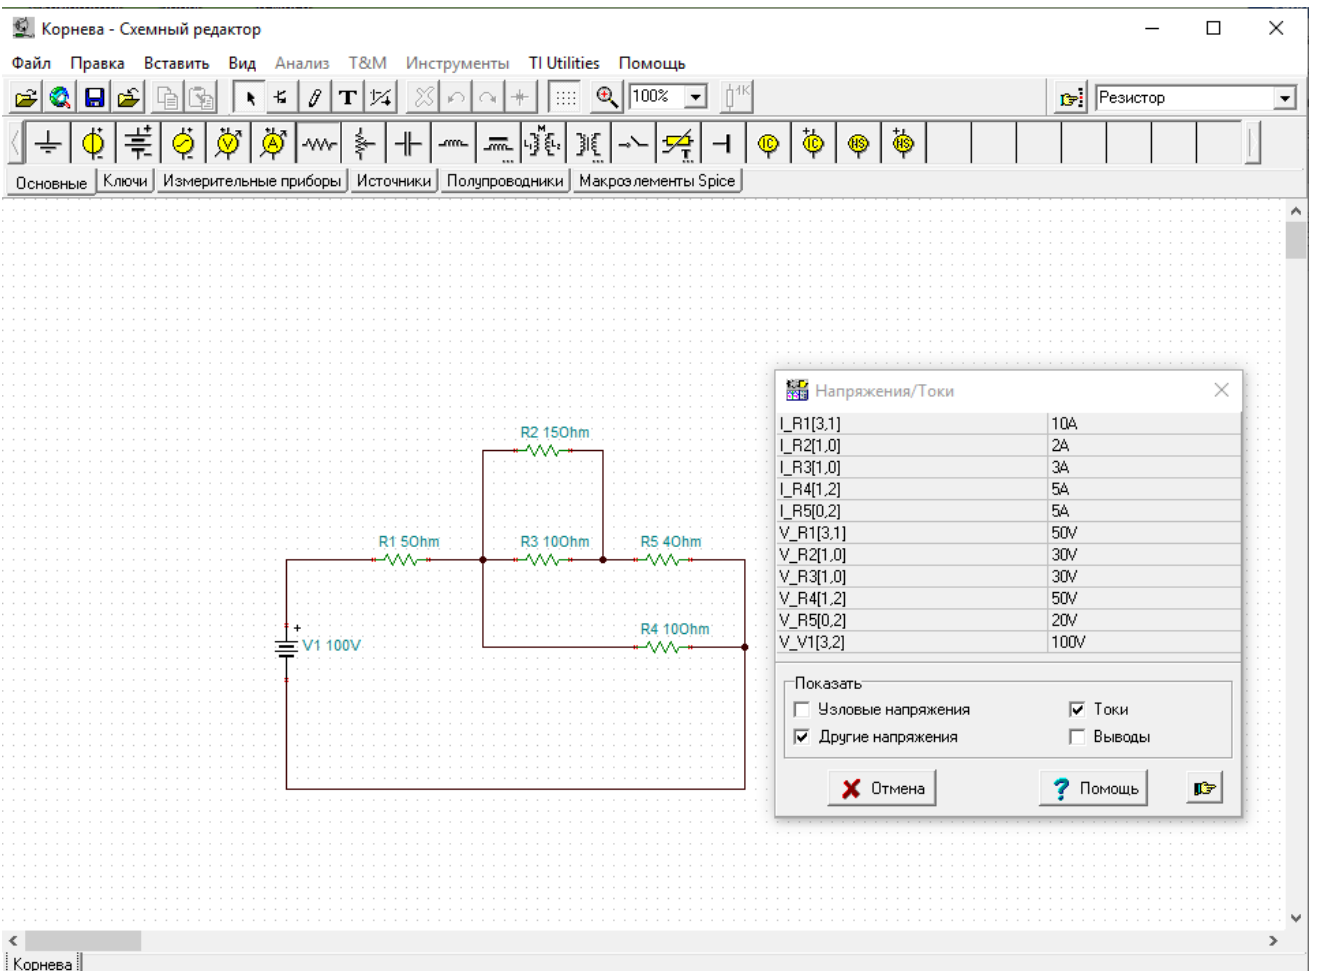 Корнева - Схемный редактор
Файл Правка Вставить Вид Анализ T&M Инструменты TI Utilities Помощь
100% 1K Резистор
Основные Ключи Измерительные приборы Источники Полупроводники Макроэлементы Spice
Напряжения/Токи
I_R1[3,1] 10A
I_R2[1,0] 2A
I_R3[1,0] 3A
I_R4[1,2] 5A
I_R5[0,2] 5A
V_R1[3,1] 50V
V_R2[1,0] 30V
V_R3[1,0] 30V
V_R4[1,2] 50V
V_R5[0,2] 20V
V_V1[3,2] 100V
Показать
Узловые напряжения Токи
Другие напряжения Выводы
Отмена Помощь
R2 15Ohm
R1 5Ohm R3 10Ohm R5 4Ohm
R4 10Ohm
+
V1 100V
Корнева